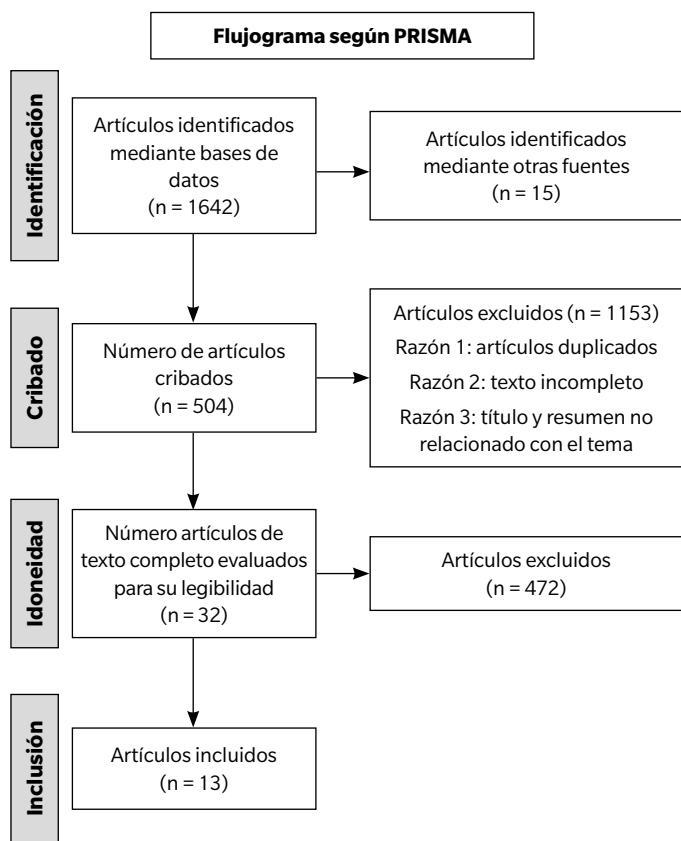 Flujograma según PRISMA
Identificación
Artículos identificados
mediante bases de
datos
(n = 1642)
Artículos identificados
mediante otras fuentes
(n = 15)
Cribado
Número de artículos
cribados
(n = 504)
Artículos excluidos (n = 1153)
Razón 1: artículos duplicados
Razón 2: texto incompleto
Razón 3: título y resumen no
relacionado con el tema
Idoneidad
Número artículos de
texto completo evaluados
para su legibilidad
(n = 32)
Artículos excluidos
(n = 472)
Inclusión
Artículos incluidos
(n = 13)